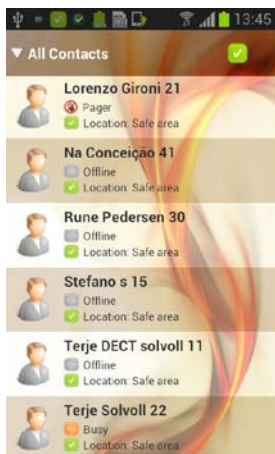 13:45
All Contacts
Lorenzo Gironi 21
Pager
Location: Safe area
Na Conceição 41
Offline
Location: Safe area
Rune Pedersen 30
Offline
Location: Safe area
Stefano s 15
Offline
Location: Safe area
Terje DECT solvoll 11
Offline
Location: Safe area
Terje Solvoll 22
Busy
Location: Safe area